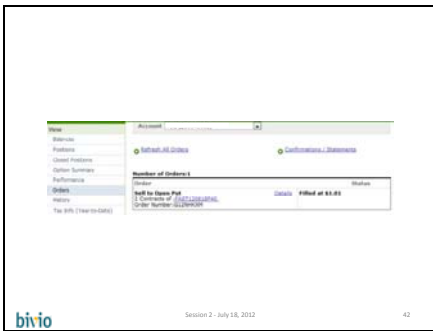 View
Account
Balances
Positions
Closed Positions
Option Summary
Performance
Orders
History
Tax Info (Year-to-Date)
Refresh All Orders
Confirmations / Statements
Number of Orders:1
Order
Status
Sell to Open Put
Details
Filled at $3.01
2 Contracts of
Order Number:
bivio
Session 2 - July 18, 2012
42